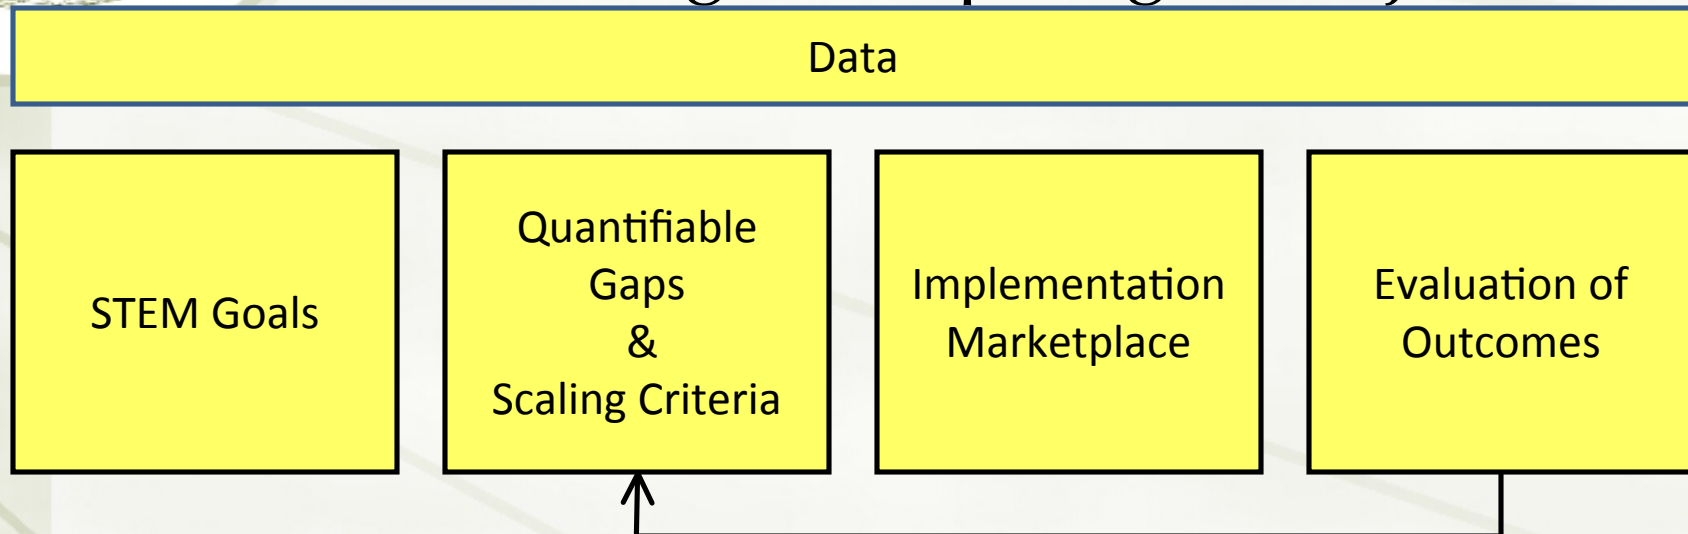 Data
STEM Goals
Quantifiable
Gaps
&
Scaling Criteria
Implementation
Marketplace
Evaluation of
Outcomes